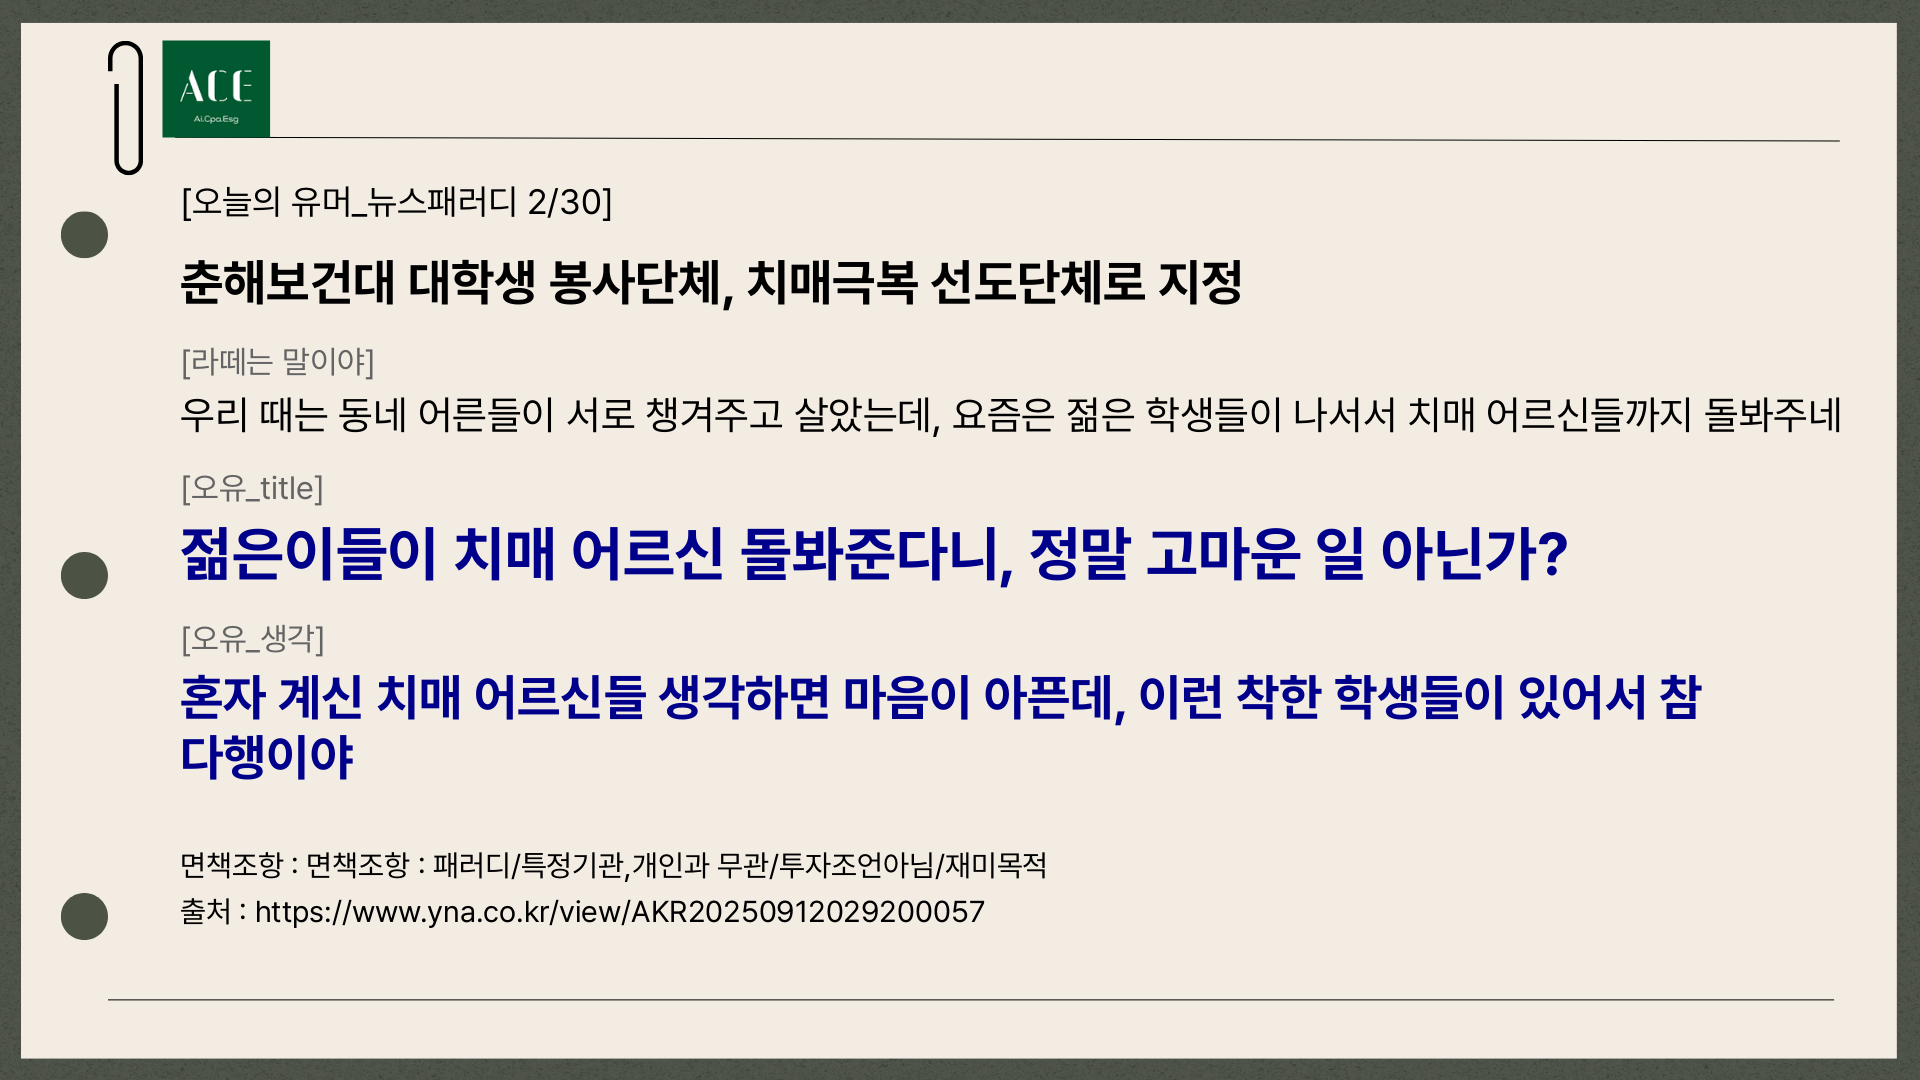 ACE
Ai.Cpa.Esg
[오늘의 유머_뉴스패러디 2/30]
춘해보건대 대학생 봉사단체, 치매극복 선도단체로 지정
[라떼는 말이야]
우리 때는 동네 어른들이 서로 챙겨주고 살았는데, 요즘은 젊은 학생들이 나서서 치매 어르신들까지 돌봐주네
[오유_title]
젊은이들이 치매 어르신 돌봐준다니, 정말 고마운 일 아닌가?
[오유_생각]
혼자 계신 치매 어르신들 생각하면 마음이 아픈데, 이런 착한 학생들이 있어서 참
다행이야
면책조항 : 면책조항 : 패러디/특정기관,개인과 무관/투자조언아님/재미목적
출처 : https://www.yna.co.kr/view/AKR20250912029200057